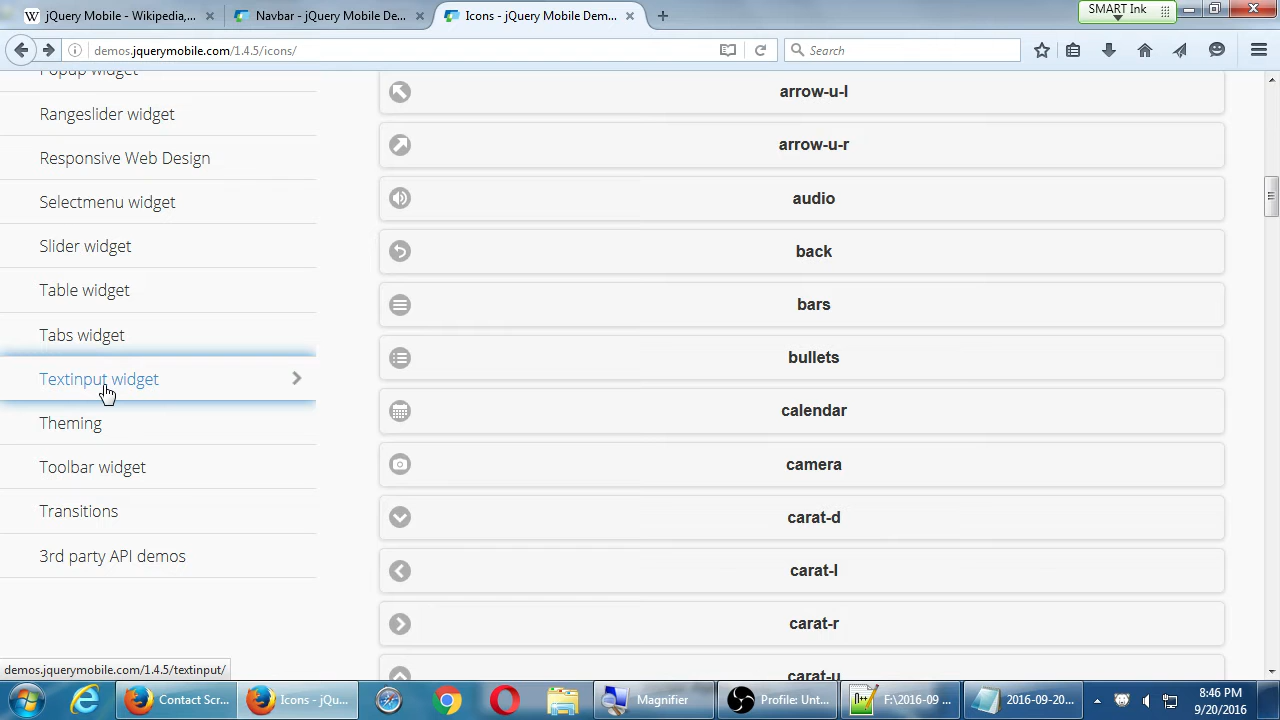 jQuery Mobile - Wikipedia,...
Navbar - jQuery Mobile De...
Icons - jQuery Mobile Dem...
SMART Ink
demos.jquerymobile.com/1.4.5/icons/
Search
Popup widget
Rangeslider widget
Responsive Web Design
Selectmenu widget
Slider widget
Table widget
Tabs widget
Textinput widget
Theming
Toolbar widget
Transitions
3rd party API demos
arrow-u-l
arrow-u-r
audio
back
bars
bullets
calendar
camera
carat-d
carat-l
carat-r
carat-u
demos.jquerymobile.com/1.4.5/textinput/
Contact Scr...
Icons - jQu...
Magnifier
Profile: Unt...
F:\2016-09 ...
2016-09-20...
8:46 PM
9/20/2016